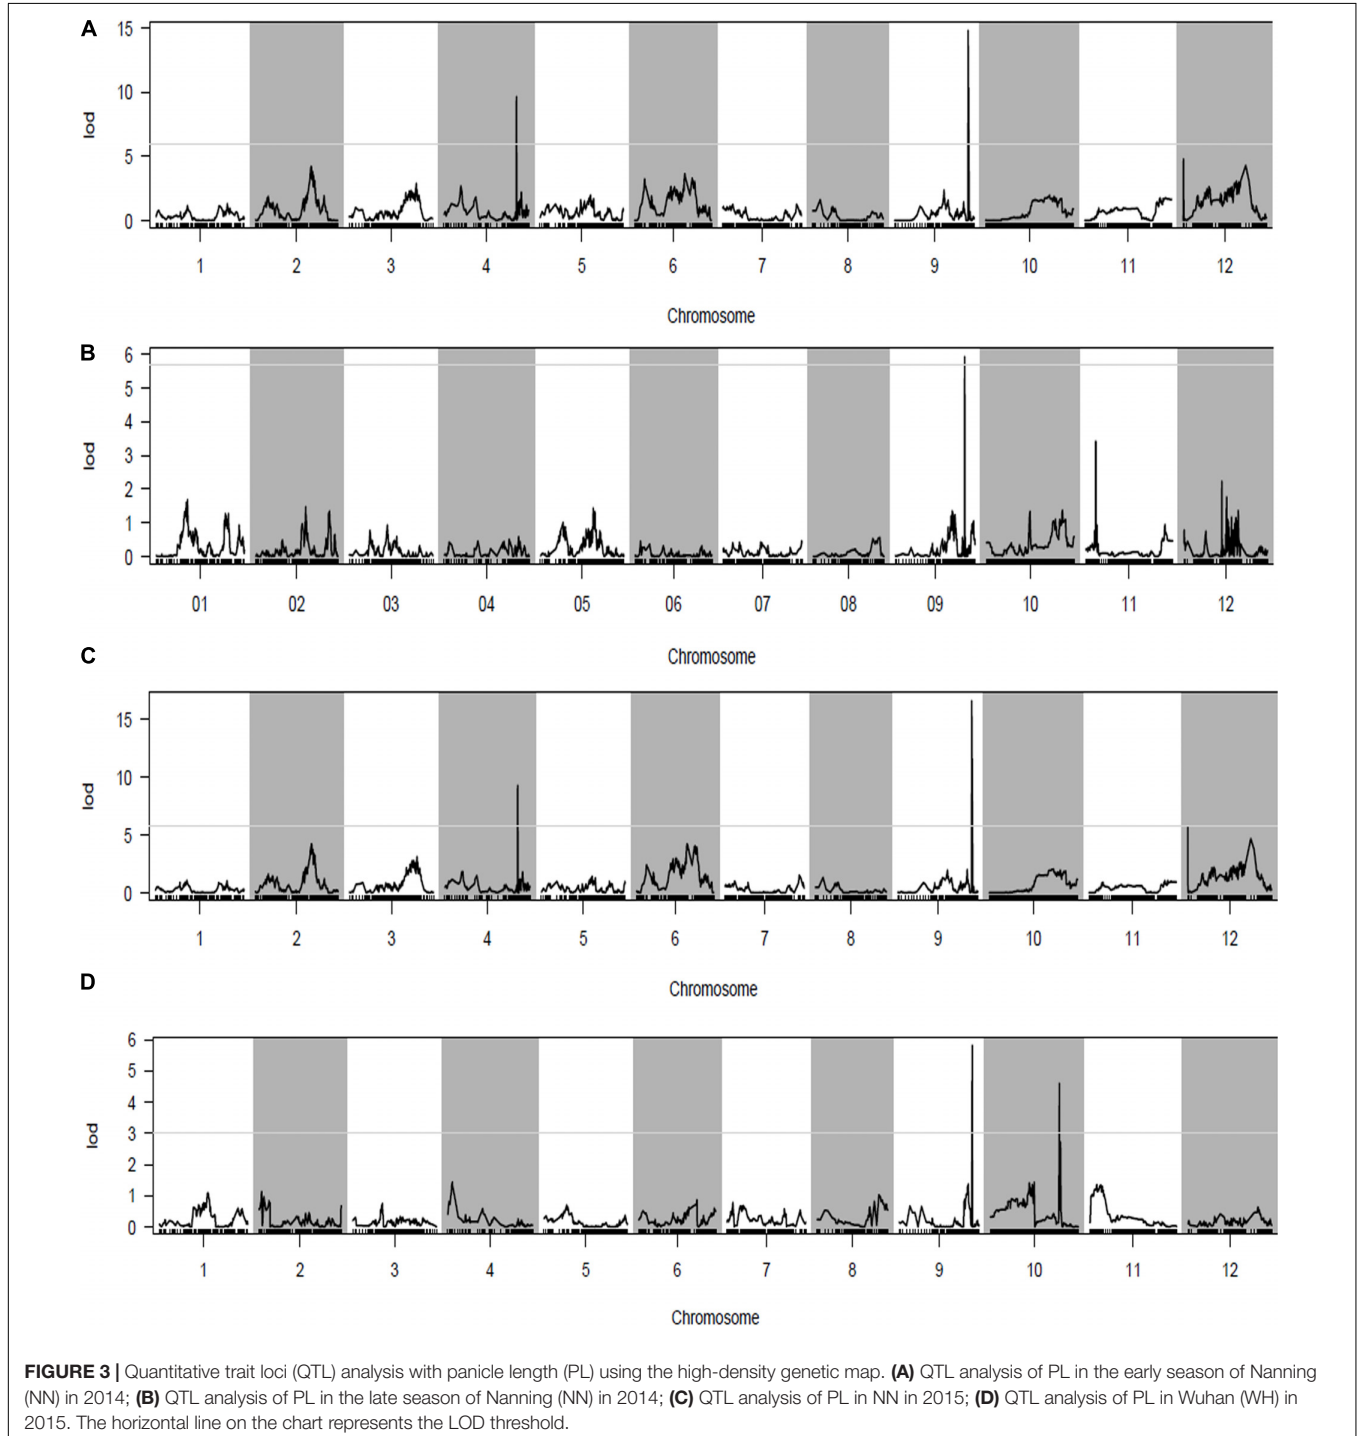 A
15
10
5
0
lod
1 2 3 4 5 6 7 8 9 10 11 12
Chromosome
B
6
5
4
3
2
1
0
lod
01 02 03 04 05 06 07 08 09 10 11 12
Chromosome
C
15
10
5
0
lod
1 2 3 4 5 6 7 8 9 10 11 12
Chromosome
D
6
5
4
3
2
1
0
lod
1 2 3 4 5 6 7 8 9 10 11 12
Chromosome
FIGURE 3 | Quantitative trait loci (QTL) analysis with panicle length (PL) using the high-density genetic map. (A) QTL analysis of PL in the early season of Nanning
(NN) in 2014; (B) QTL analysis of PL in the late season of Nanning (NN) in 2014; (C) QTL analysis of PL in NN in 2015; (D) QTL analysis of PL in Wuhan (WH) in
2015. The horizontal line on the chart represents the LOD threshold.